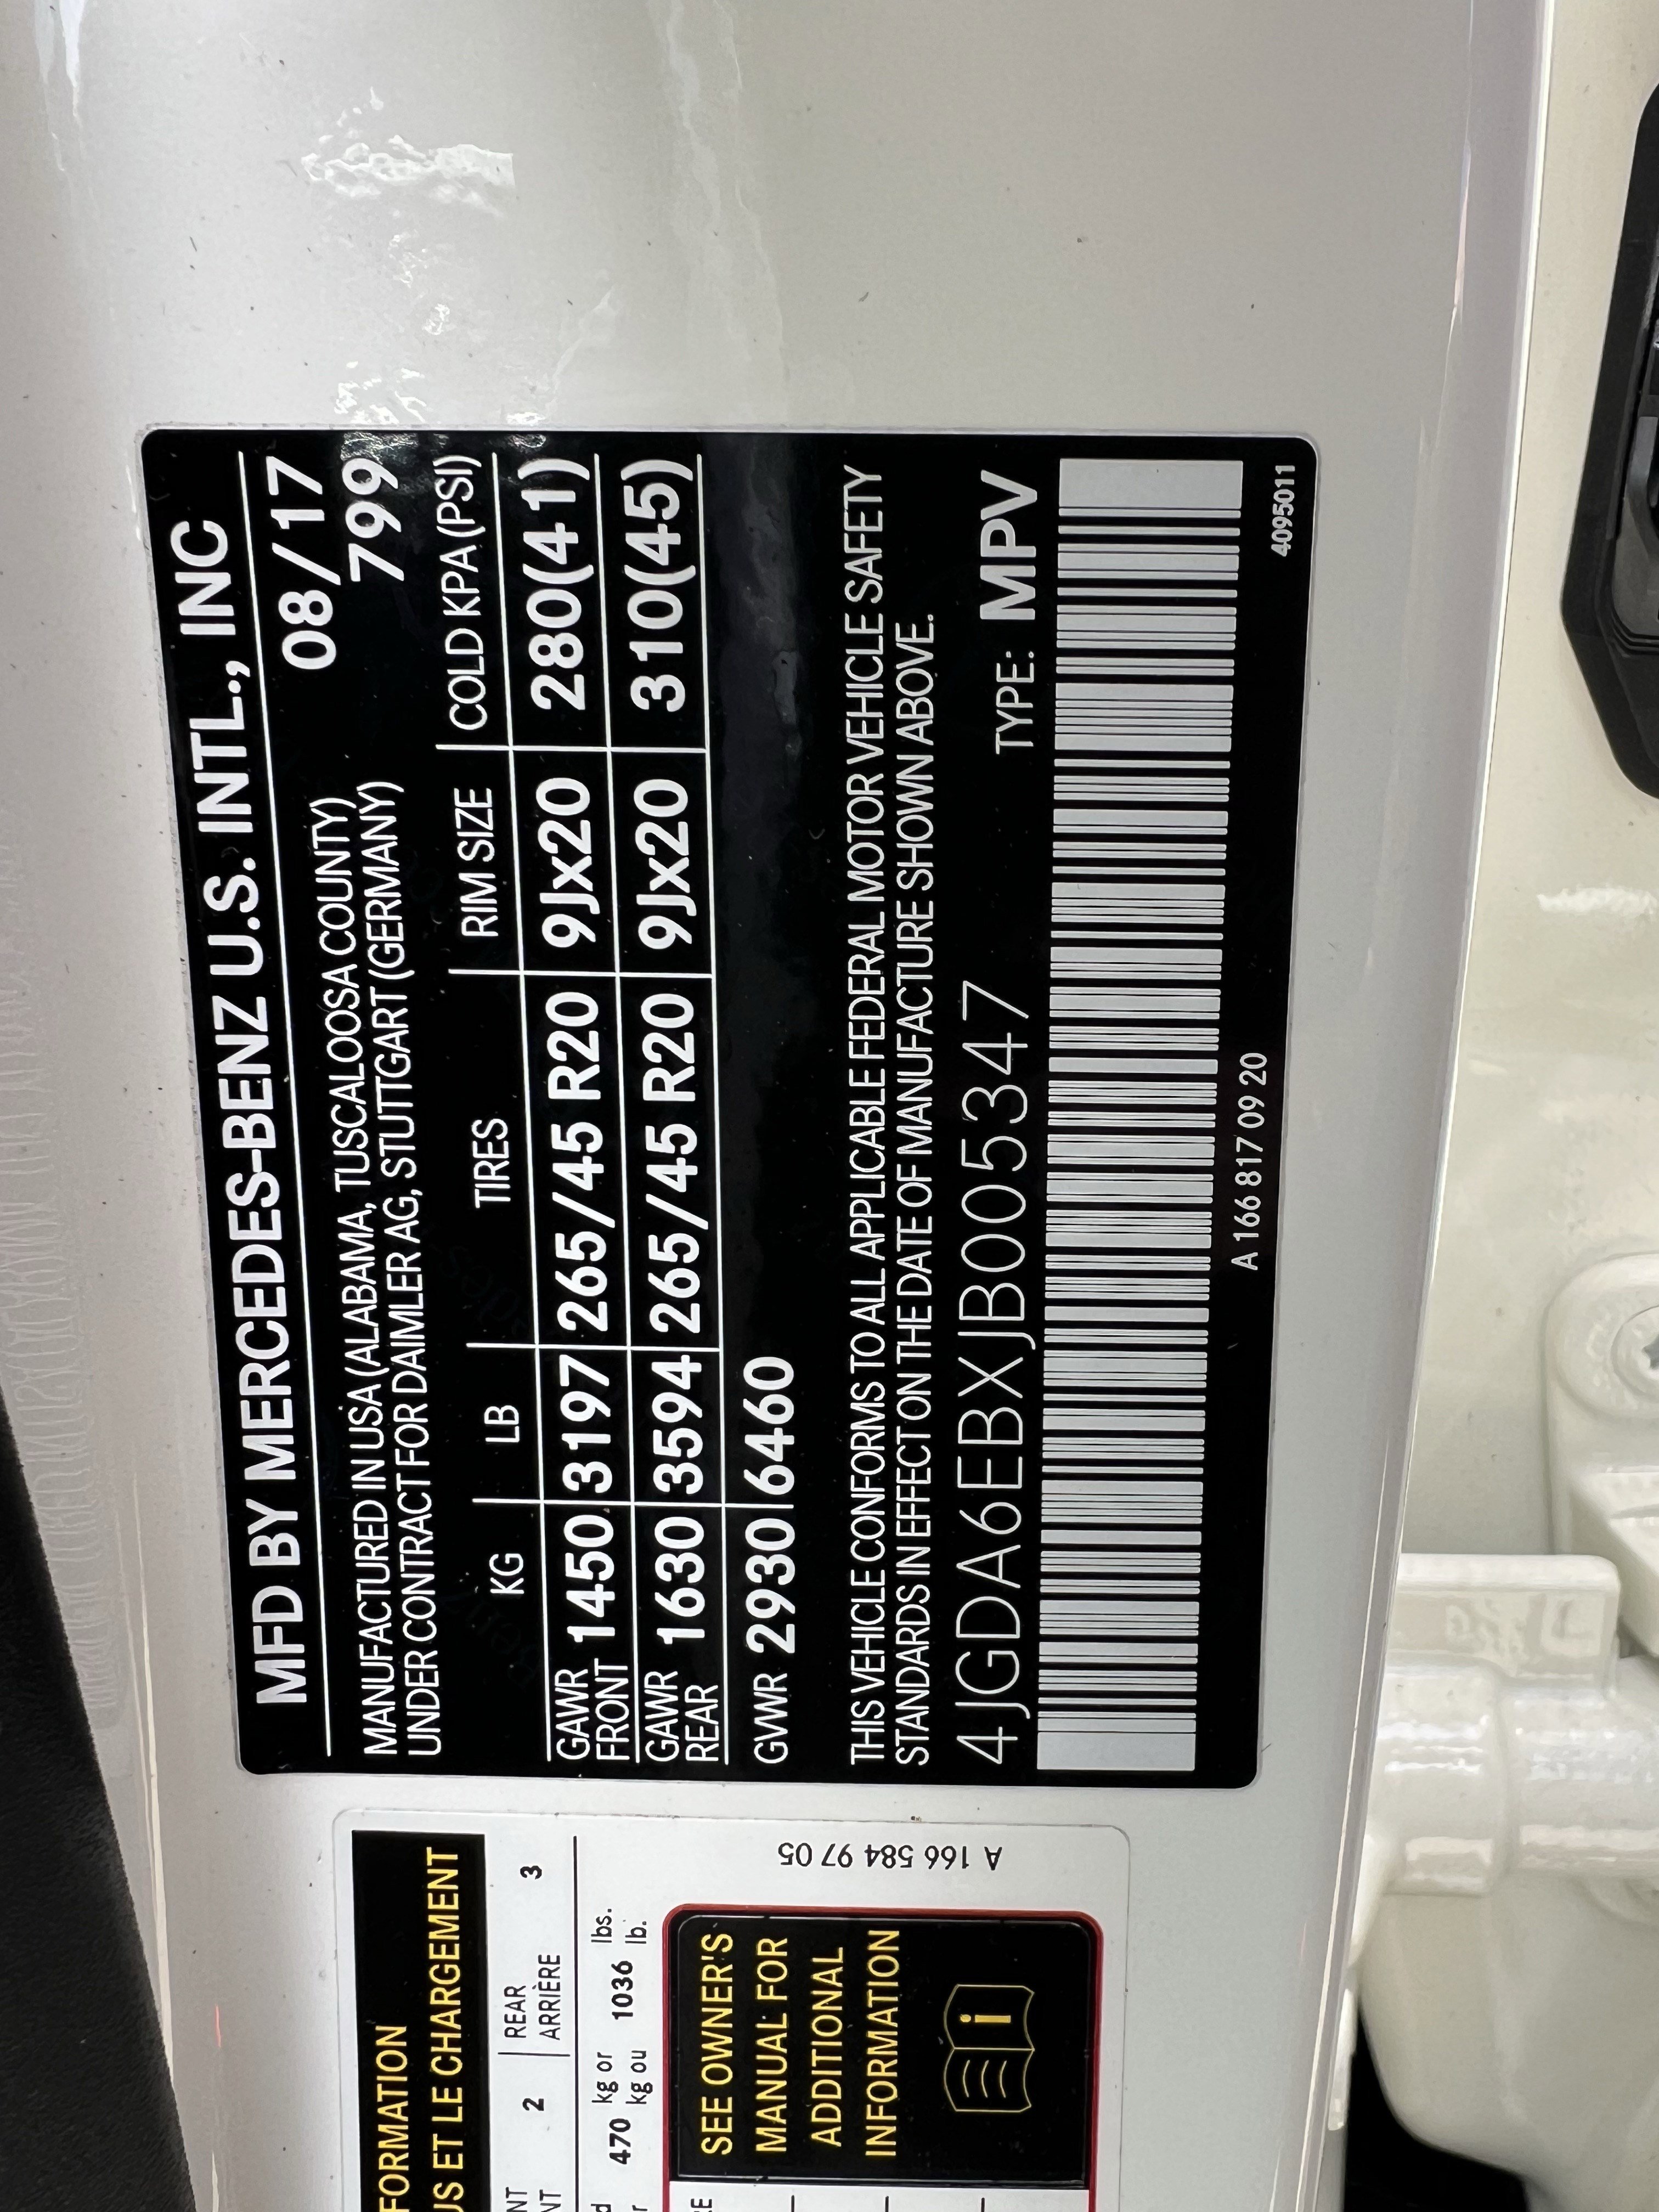 MFD BY MERCEDES-BENZ U.S. INTL., INC
08/17
MANUFACTURED IN USA (ALABAMA, TUSCALOOSA COUNTY) 799
UNDER CONTRACT FOR DAIMLER AG, STUTTGART (GERMANY)
KG LB TIRES RIM SIZE COLD KPA (PSI)
GAWR FRONT 1450 3197 265/45 R20 9Jx20 280(41)
GAWR REAR 1630 3594 265/45 R20 9Jx20 310(45)
GVWR 2930 6460
THIS VEHICLE CONFORMS TO ALL APPLICABLE FEDERAL MOTOR VEHICLE SAFETY
STANDARDS IN EFFECT ON THE DATE OF MANUFACTURE SHOWN ABOVE.
4JGDA6EBXJB005347 TYPE: MPV
A 166 817 09 20
4095011
ET LE CHARGEMENT
2 REAR 3
ARRIÈRE
470 kg or 1036 lbs.
kg ou lb.
SEE OWNER'S
MANUAL FOR
ADDITIONAL
INFORMATION
i
A 166 584 97 05